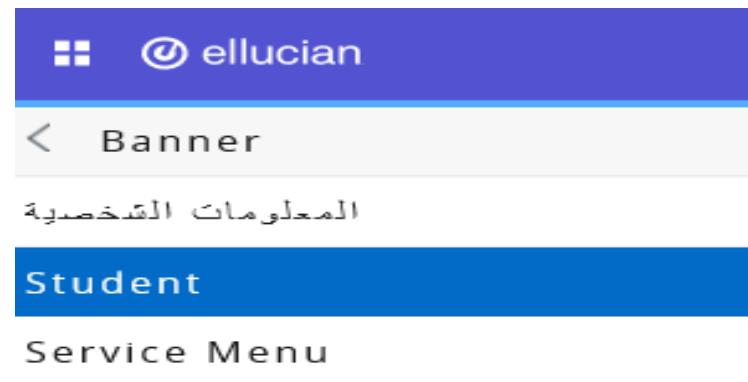 ellucian
Banner
المعلومات الشخصية
Student
Service Menu